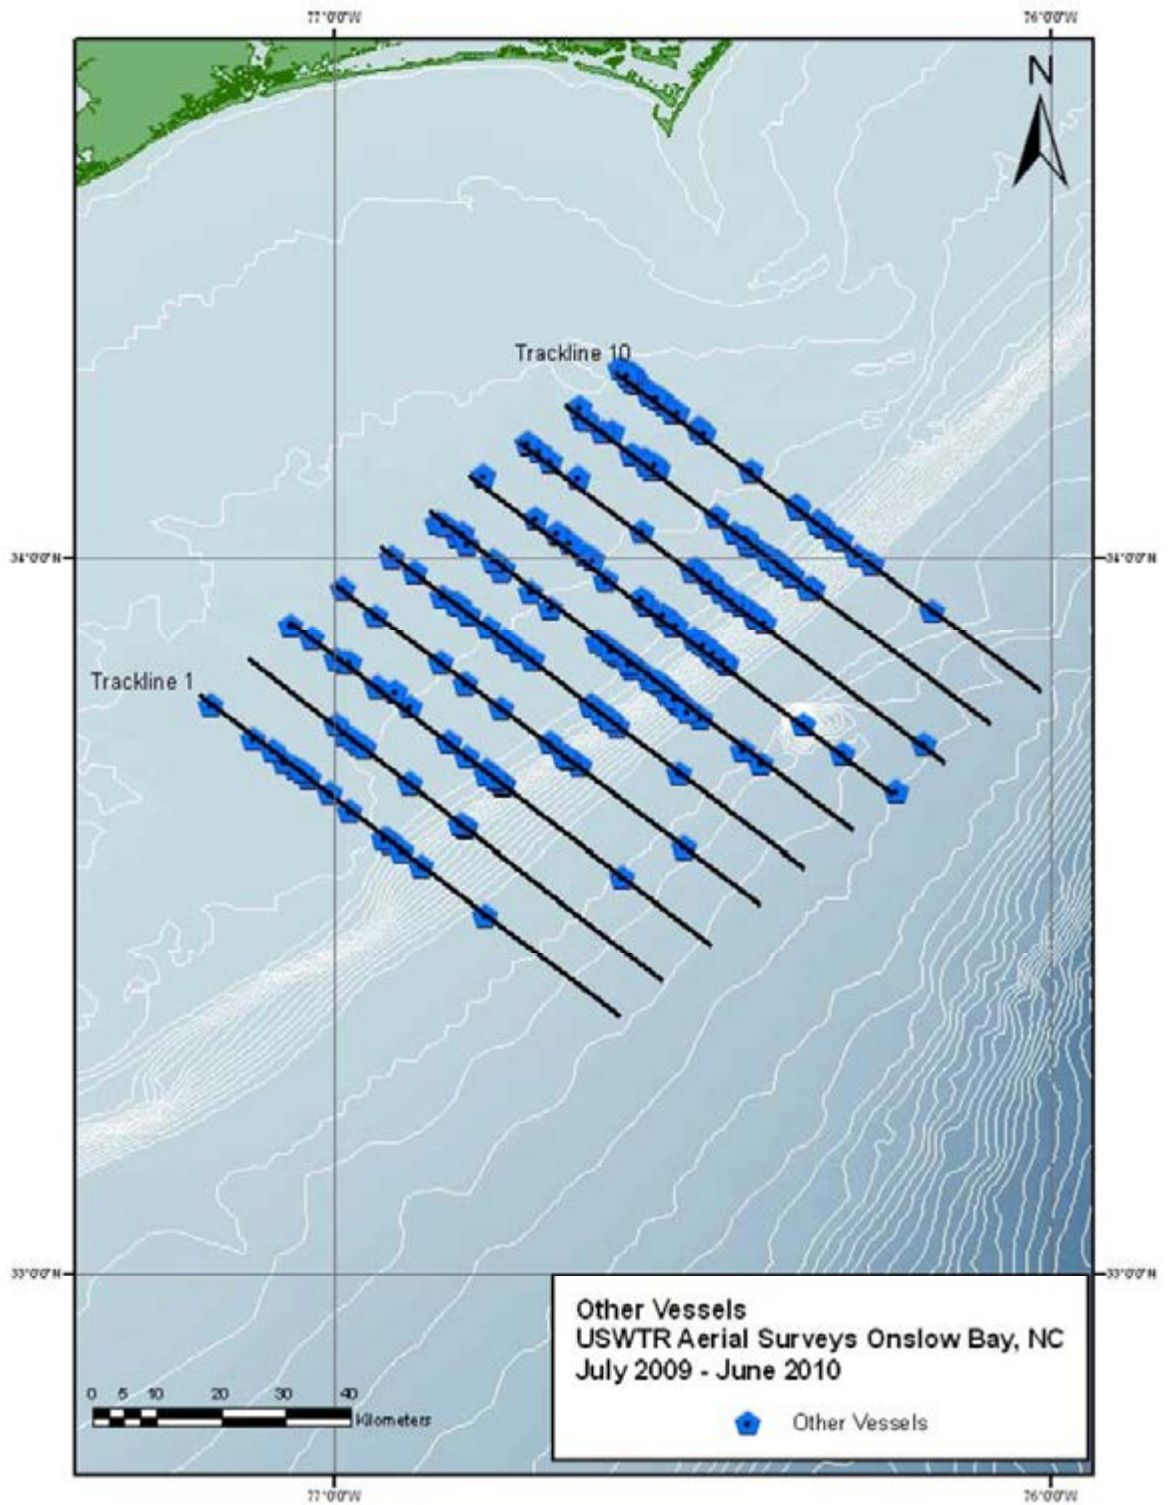 77°0'0"W 76°0'0"W
N
Trackline 10
34°0'0"N 34°0'0"N
Trackline 1
33°0'0"N 33°0'0"N
Other Vessels
USWTR Aerial Surveys Onslow Bay, NC
July 2009 - June 2010
0 5 10 20 30 40
Kilometers
Other Vessels
77°0'0"W 76°0'0"W